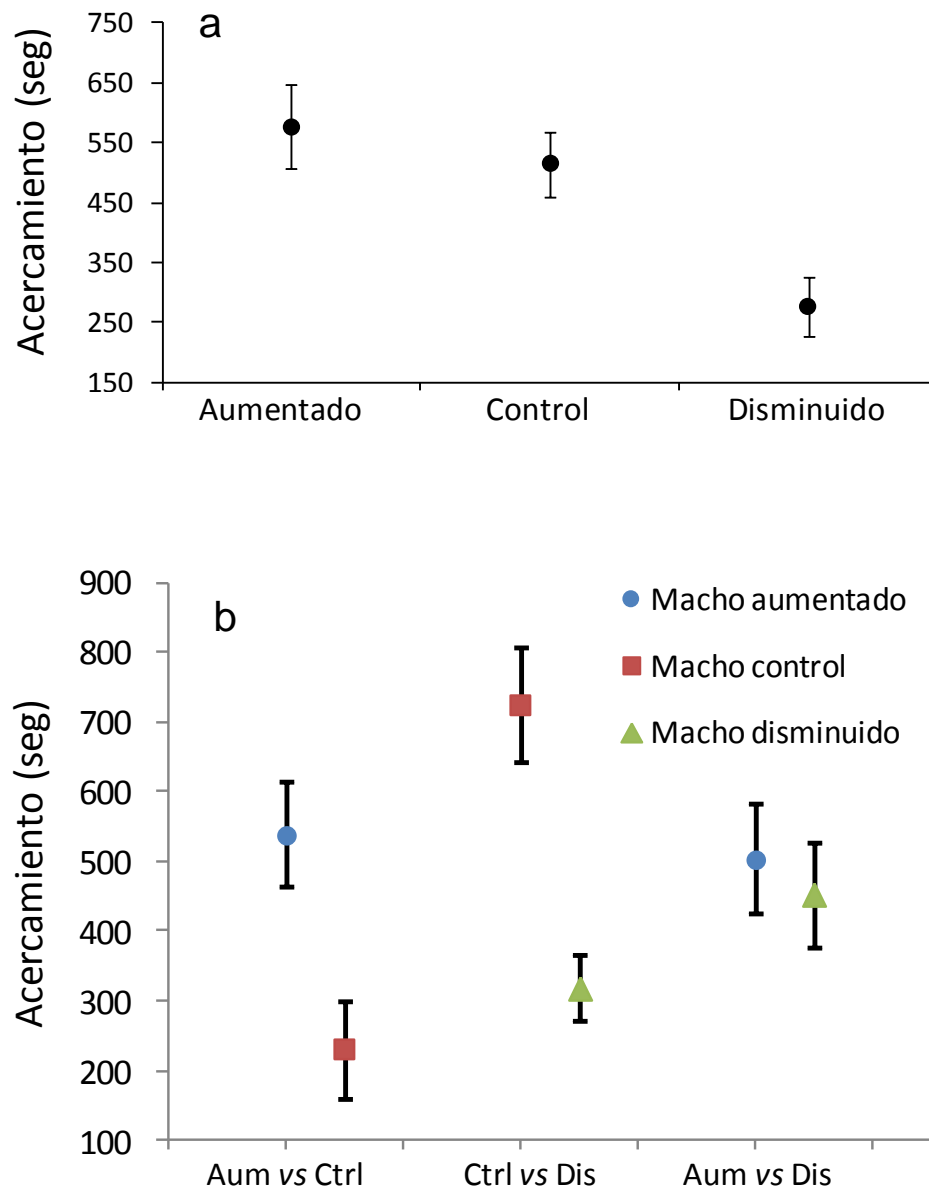 a
Acercamiento (seg)
750
650
550
450
350
250
150
Aumentado Control Disminuido
b
Acercamiento (seg)
900
800
700
600
500
400
300
200
100
Macho aumentado
Macho control
Macho disminuido
Aum vs Ctrl Ctrl vs Dis Aum vs Dis